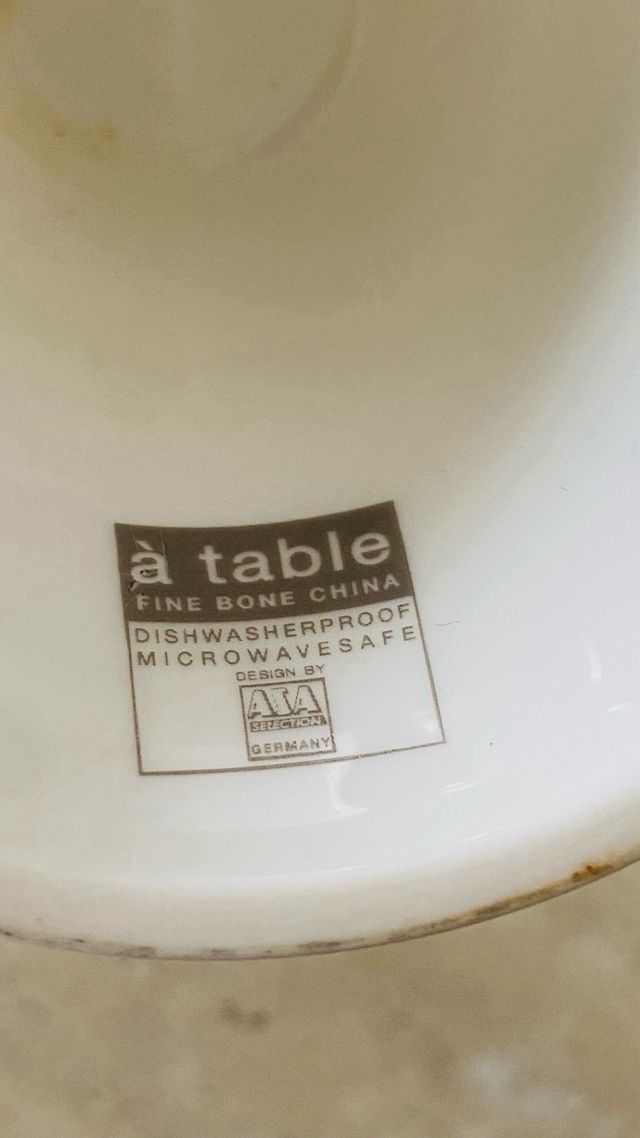 à table
FINE BONE CHINA
DISHWASHERPROOF
MICROWAVESAFE
DESIGN BY
ASA
SELECTION
GERMANY